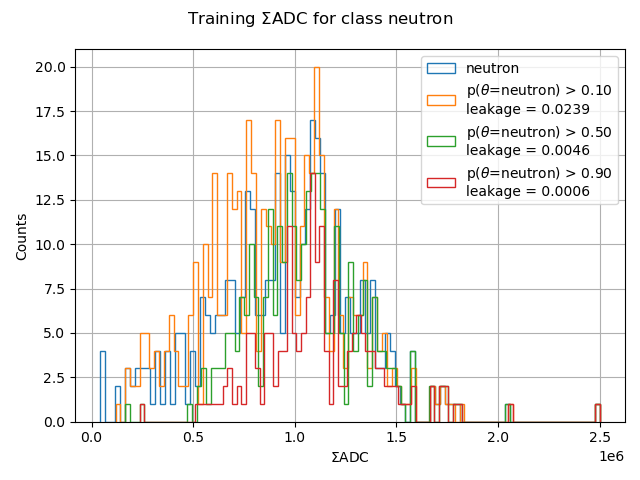 Training ΣADC for class neutron
neutron
p(θ=neutron) > 0.10
leakage = 0.0239
p(θ=neutron) > 0.50
leakage = 0.0046
p(θ=neutron) > 0.90
leakage = 0.0006
Counts
20.0
17.5
15.0
12.5
10.0
7.5
5.0
2.5
0.0
0.0 0.5 1.0 1.5 2.0 2.5
1e6
ΣADC